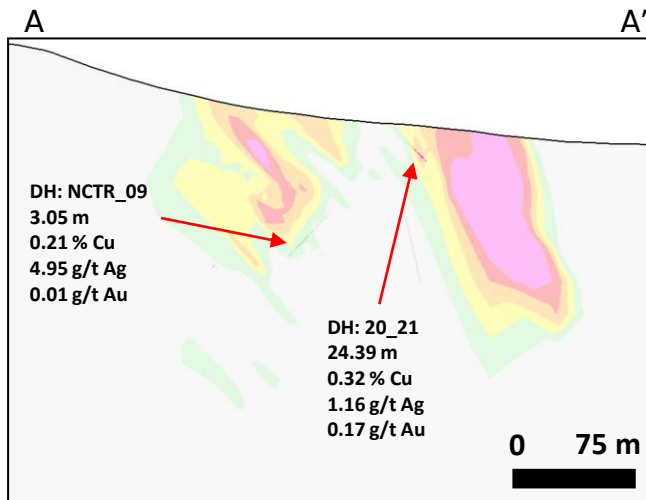 A
A'
DH: NCTR_09
3.05 m
0.21 % Cu
4.95 g/t Ag
0.01 g/t Au
DH: 20_21
24.39 m
0.32 % Cu
1.16 g/t Ag
0.17 g/t Au
0 75 m